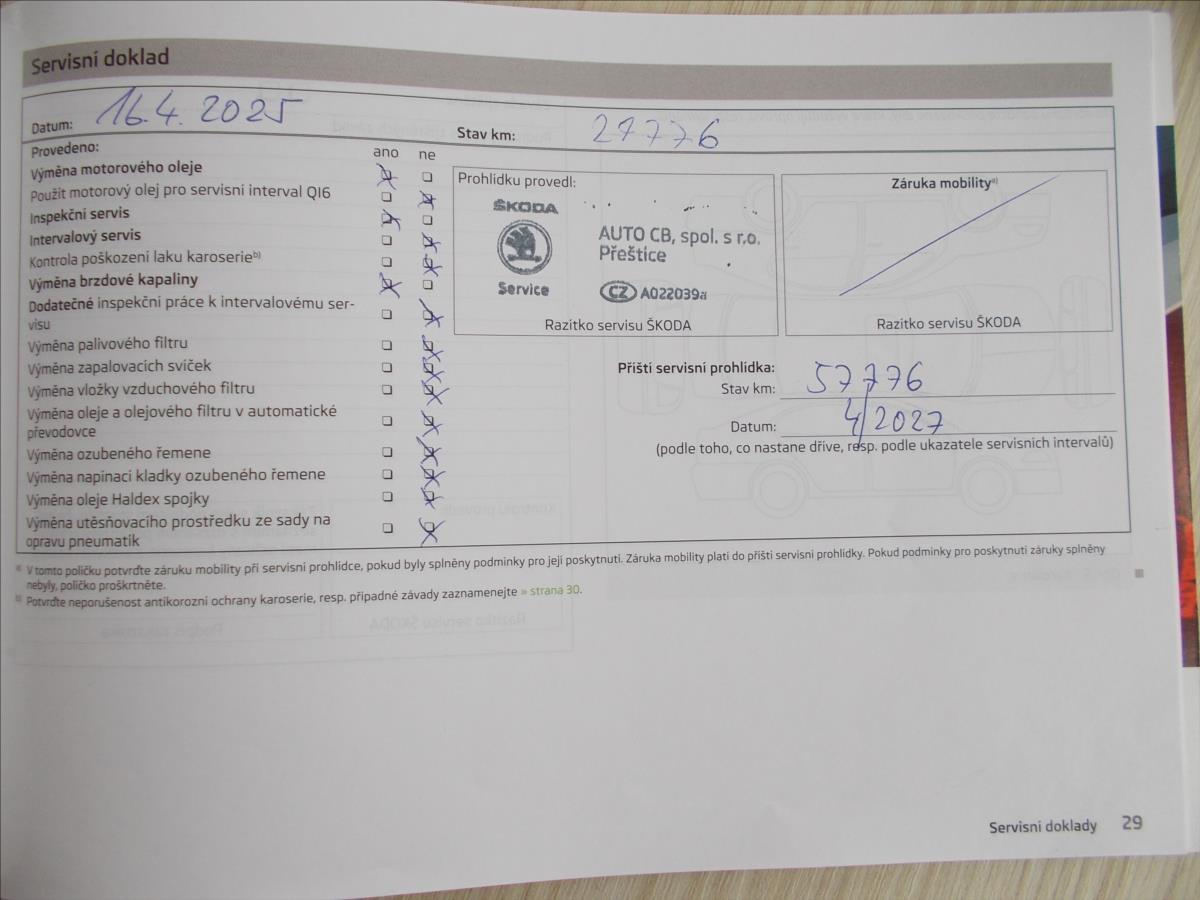 Servisní doklad
Datum: 16.4.2025
Stav km: 27776
Provedeno:
ano ne
Výměna motorového oleje
Použit motorový olej pro servisní interval QI6
Inspekční servis
Intervalový servis
Kontrola poškození laku karoserieb)
Výměna brzdové kapaliny
Dodatečné inspekční práce k intervalovému ser-
visu
Výměna palivového filtru
Výměna zapalovacích svíček
Výměna vložky vzduchového filtru
Výměna oleje a olejového filtru v automatické
převodovce
Výměna ozubeného řemene
Výměna napínací kladky ozubeného řemene
Výměna oleje Haldex spojky
Výměna utěsňovacího prostředku ze sady na
opravu pneumatik
Prohlídku provedl:
ŠKODA
Service
AUTO CB, spol. s r.o.
Přeštice
CZ A022039a
Razítko servisu ŠKODA
Záruka mobilitya)
Razítko servisu ŠKODA
Příští servisní prohlídka:
Stav km: 57776
Datum: 4/2027
(podle toho, co nastane dříve, resp. podle ukazatele servisních intervalů)
a) V tomto políčku potvrďte záruku mobility při servisní prohlídce, pokud byly splněny podmínky pro její poskytnutí. Záruka mobility platí do příští servisní prohlídky. Pokud podmínky pro poskytnutí záruky splněny
nebyly, políčko proškrtněte.
b) Potvrďte neporušenost antikorozní ochrany karoserie, resp. případné závady zaznamenejte » strana 30.
Servisní doklady 29